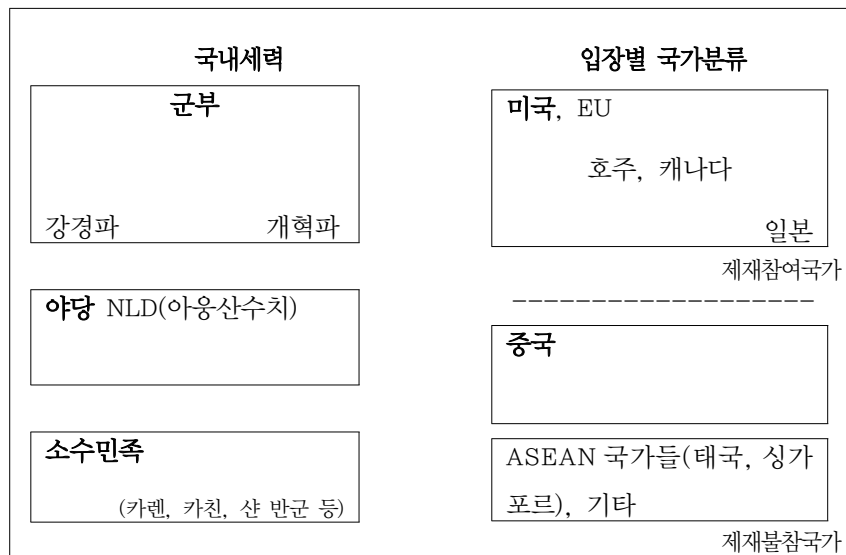 국내세력
군부
강경파 개혁파
야당 NLD(아웅산수치)
소수민족
(카렌, 카친, 샨 반군 등)
입장별 국가분류
미국, EU
호주, 캐나다
일본
제재참여국가
-------------------
중국
ASEAN 국가들(태국, 싱가
포르), 기타
제재불참국가